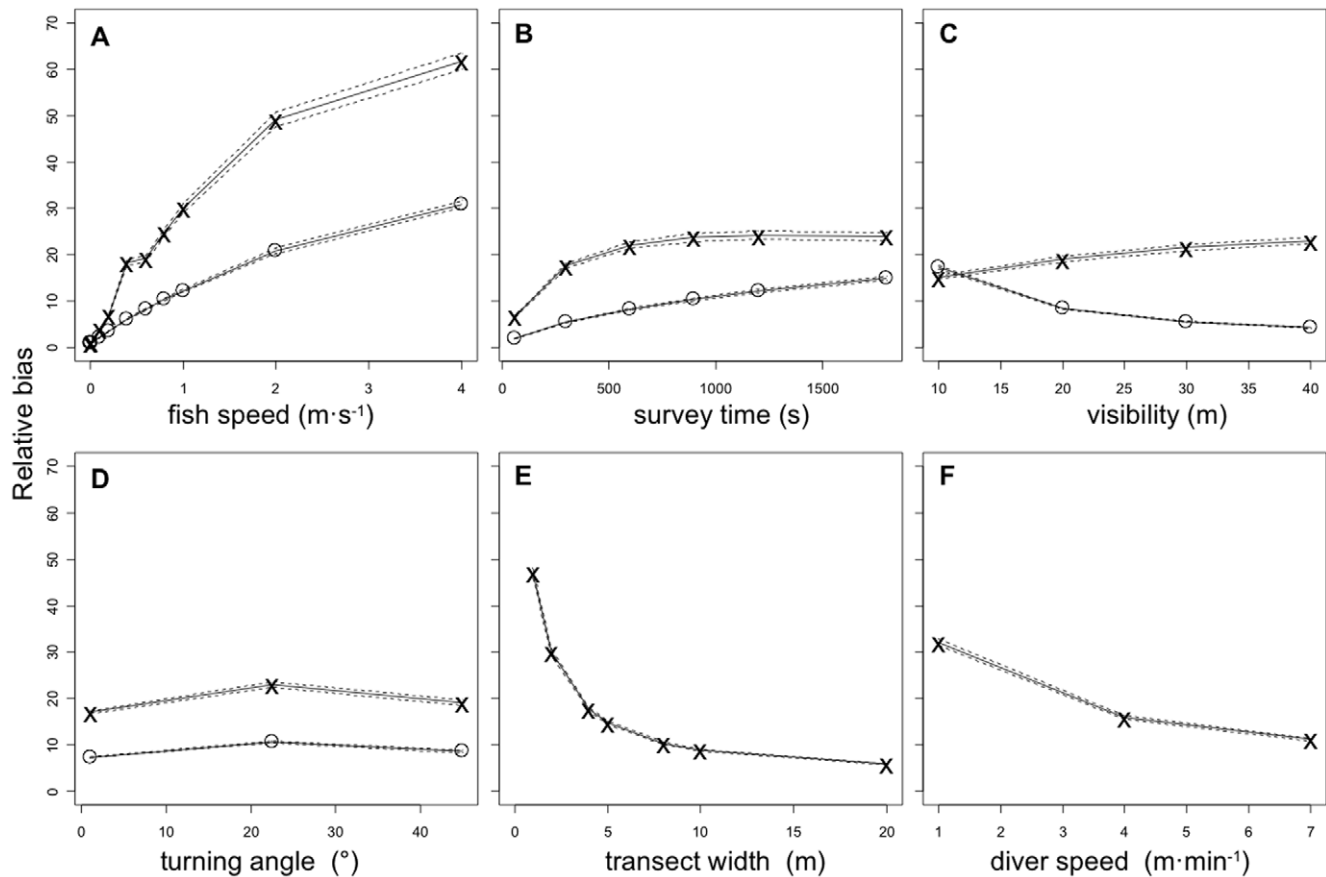 A
B
C
70
60
50
40
30
20
10
0
0 1 2 3 4
0 500 1000 1500
10 15 20 25 30 35 40
fish speed (m·s⁻¹)
survey time (s)
visibility (m)
Relative bias
D
E
F
70
60
50
40
30
20
10
0
0 10 20 30 40
0 5 10 15 20
1 2 3 4 5 6 7
turning angle (°)
transect width (m)
diver speed (m·min⁻¹)